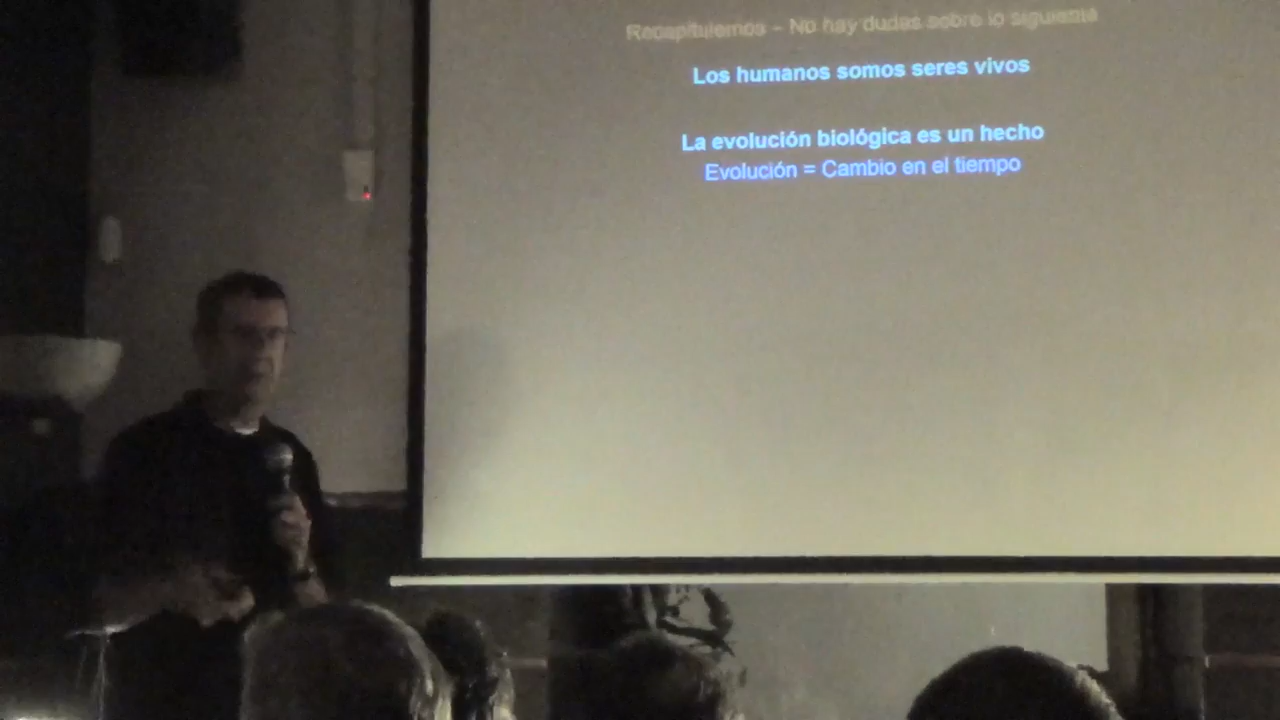 Recapitulemos – No hay dudas sobre lo siguiente
Los humanos somos seres vivos
La evolución biológica es un hecho
Evolución = Cambio en el tiempo